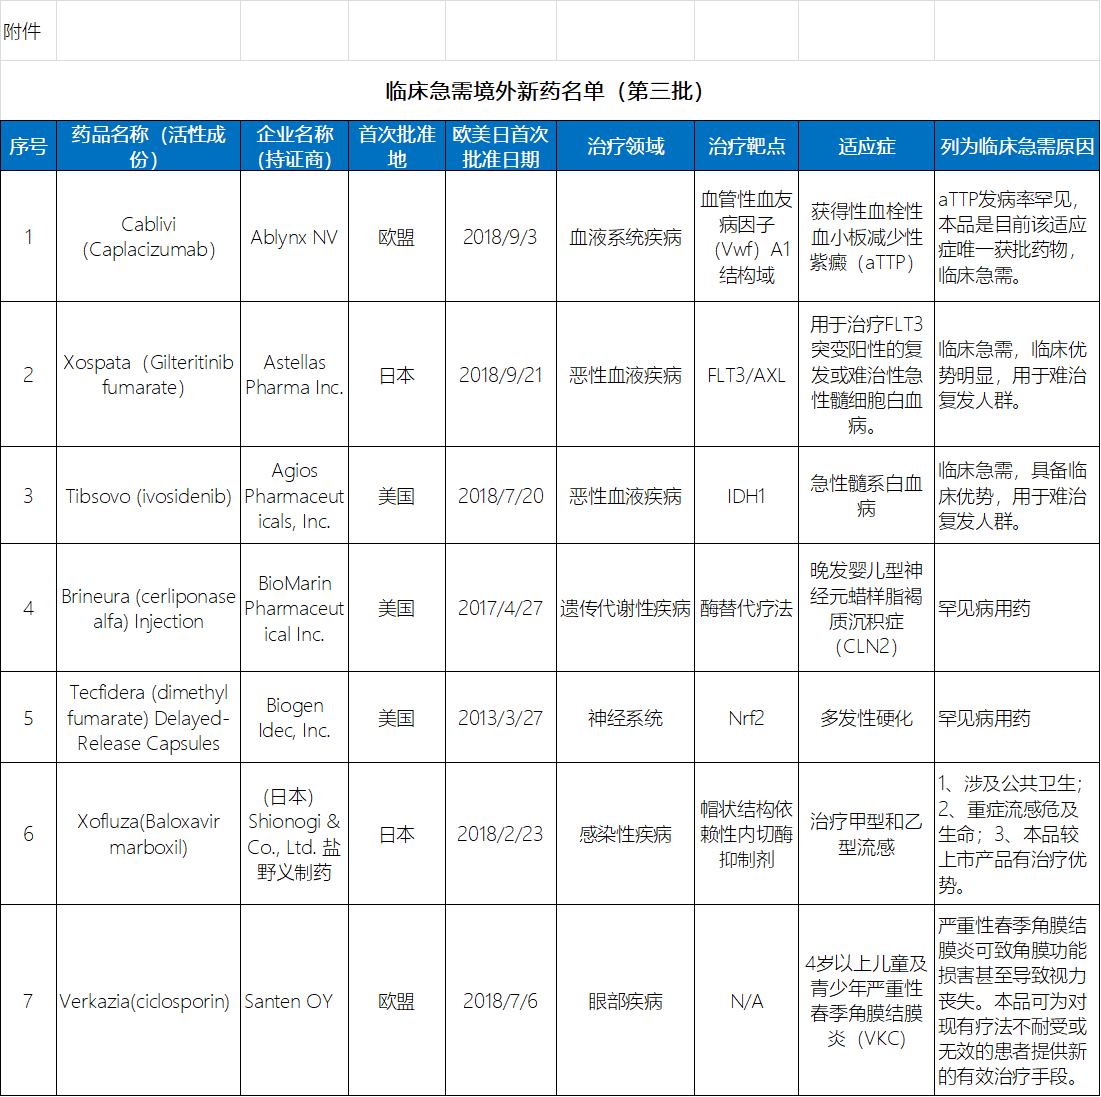 附件
临床急需境外新药名单（第三批）
序号
药品名称（活性成
份）
企业名称
(持证商）
首次批准
地
欧美日首次
批准日期
治疗领域
治疗靶点
适应症
列为临床急需原因
1
Cablivi
(Caplacizumab）
Ablynx NV
欧盟
2018/9/3
血液系统疾病
血管性血友
病因子
（Vwf）A1
结构域
获得性血栓性
血小板减少性
紫癜（aTTP）
aTTP发病率罕见，
本品是目前该适应
症唯一获批药物，
临床急需。
2
Xospata（Gilteritinib
fumarate）
Astellas
Pharma Inc.
日本
2018/9/21
恶性血液疾病
FLT3/AXL
用于治疗FLT3
突变阳性的复
发或难治性急
性髓细胞白血
病。
临床急需，临床优
势明显，用于难治
复发人群。
3
Tibsovo (ivosidenib)
Agios
Pharmaceut
icals, Inc.
美国
2018/7/20
恶性血液疾病
IDH1
急性髓系白血
病
临床急需，具备临
床优势，用于难治
复发人群。
4
Brineura (cerliponase
alfa) Injection
BioMarin
Pharmaceut
ical Inc.
美国
2017/4/27
遗传代谢性疾病
酶替代疗法
晚发婴儿型神
经元蜡样脂褐
质沉积症
（CLN2）
罕见病用药
5
Tecfidera (dimethyl
fumarate) Delayed-
Release Capsules
Biogen
Idec, Inc.
美国
2013/3/27
神经系统
Nrf2
多发性硬化
罕见病用药
6
Xofluza(Baloxavir
marboxil)
(日本）
Shionogi &
Co., Ltd. 盐
野义制药
日本
2018/2/23
感染性疾病
帽状结构依
赖性内切酶
抑制剂
治疗甲型和乙
型流感
1、涉及公共卫生；
2、重症流感危及
生命；3、本品较
上市产品有治疗优
势。
7
Verkazia(ciclosporin)
Santen OY
欧盟
2018/7/6
眼部疾病
N/A
4岁以上儿童及
青少年严重性
春季角膜结膜
炎（VKC）
严重性春季角膜结
膜炎可致角膜功能
损害甚至导致视力
丧失。本品可为对
现有疗法不耐受或
无效的患者提供新
的有效治疗手段。